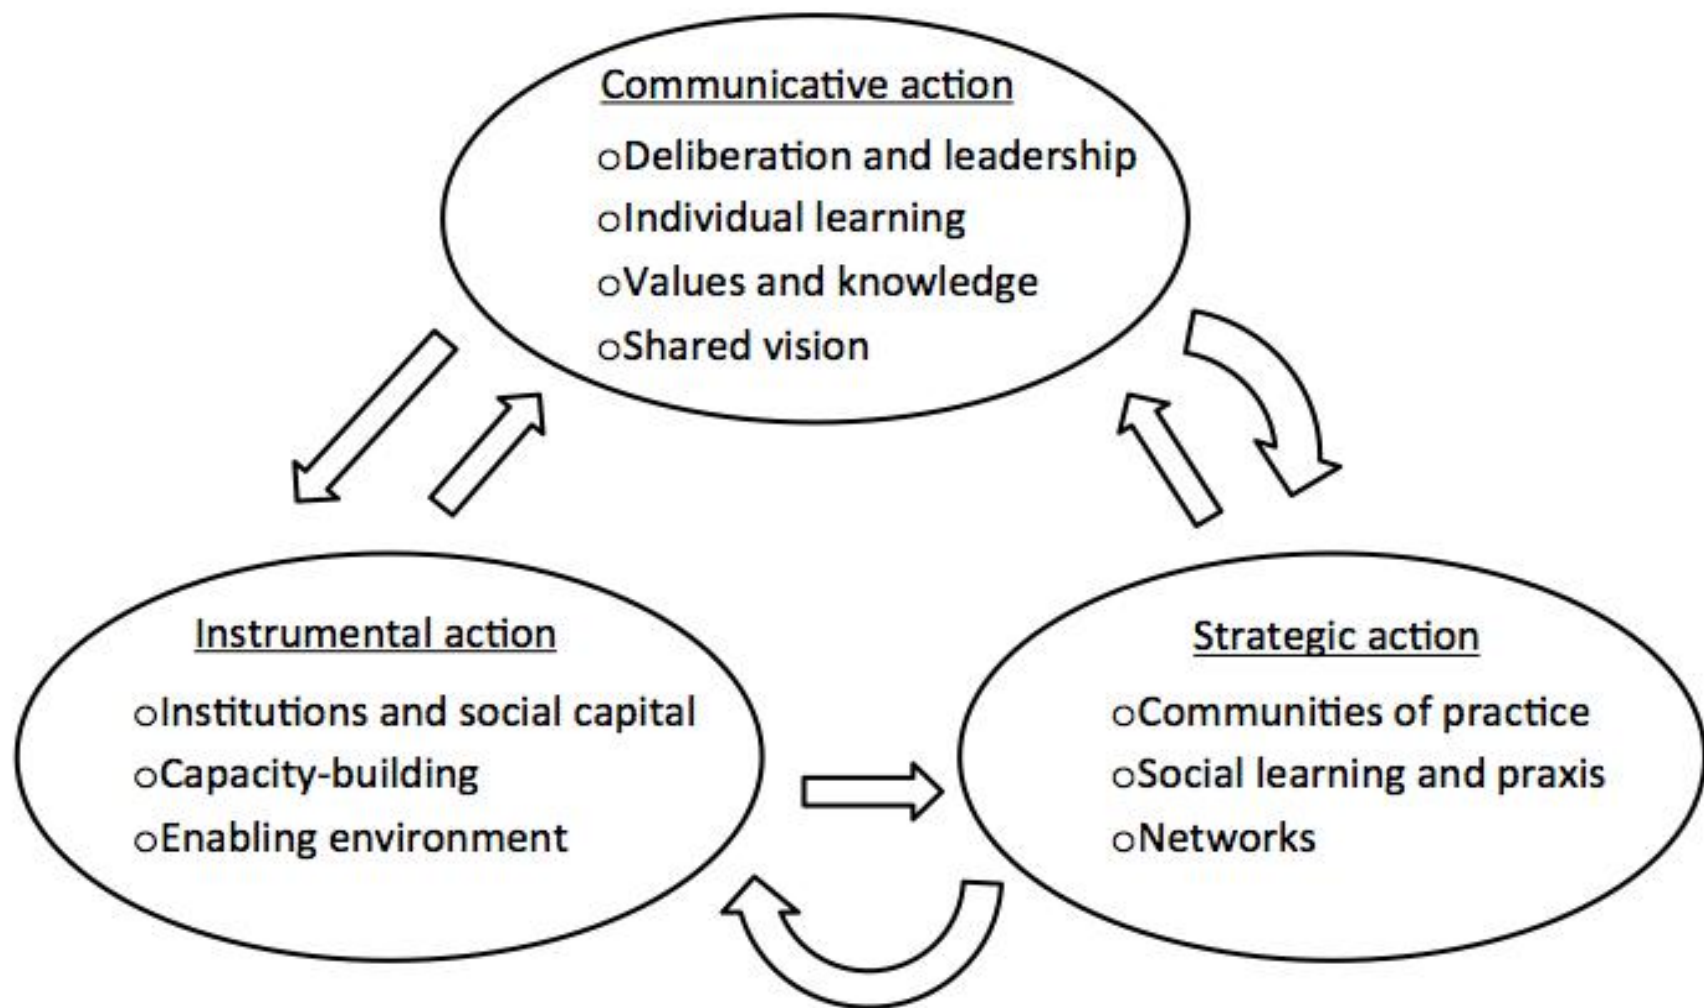 Communicative action
oDeliberation and leadership
oIndividual learning
oValues and knowledge
oShared vision
Instrumental action
oInstitutions and social capital
oCapacity-building
oEnabling environment
Strategic action
oCommunities of practice
oSocial learning and praxis
oNetworks